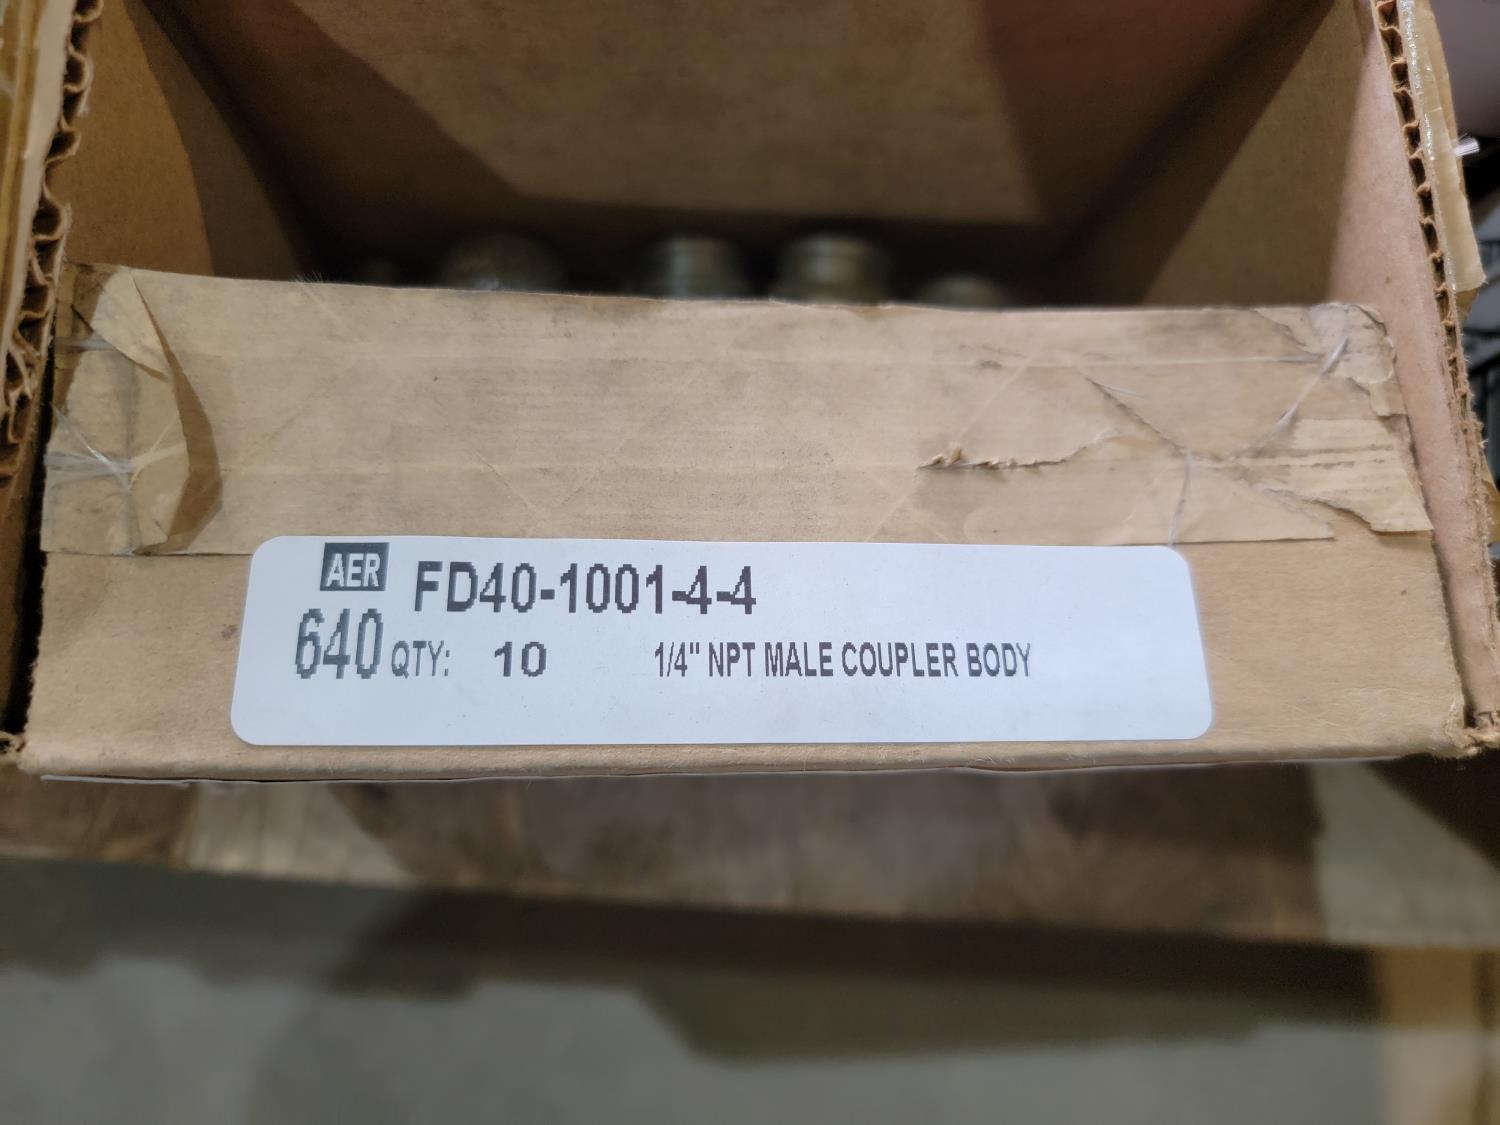 AER FD40-1001-4-4
640 QTY: 10 1/4" NPT MALE COUPLER BODY